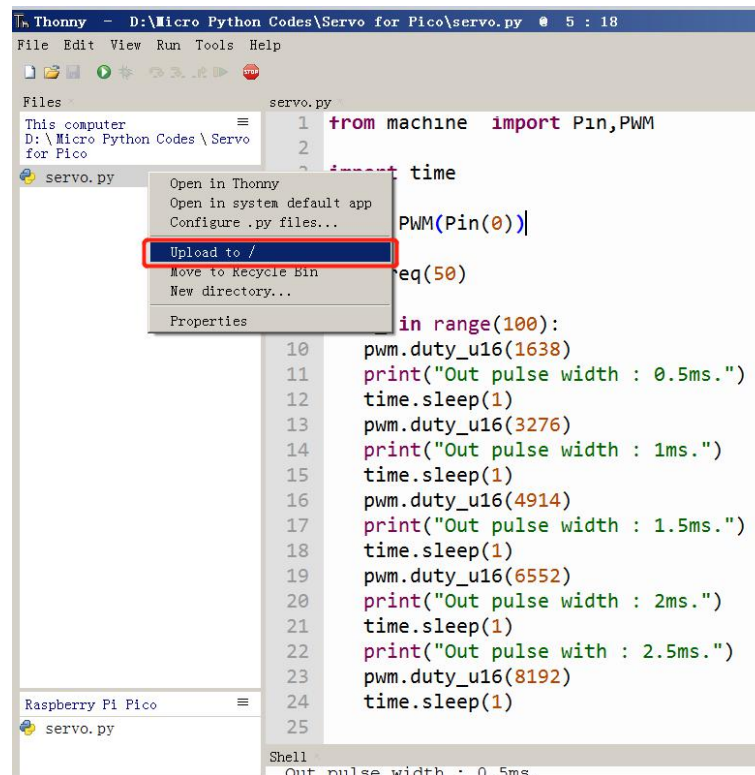 Thonny - D:\Micro Python Codes\Servo for Pico\servo.py @ 5 : 18
File Edit View Run Tools Help
STOP
Files
This computer
D: \ Micro Python Codes \ Servo
for Pico
servo.py
Open in Thonny
Open in system default app
Configure .py files...
Upload to /
Move to Recycle Bin
New directory...
Properties
Raspberry Pi Pico
servo.py
servo.py
1 from machine import Pin,PWM
2
import time
PWM(Pin(0))
req(50)
in range(100):
10 pwm.duty_u16(1638)
11 print("Out pulse width : 0.5ms.")
12 time.sleep(1)
13 pwm.duty_u16(3276)
14 print("Out pulse width : 1ms.")
15 time.sleep(1)
16 pwm.duty_u16(4914)
17 print("Out pulse width : 1.5ms.")
18 time.sleep(1)
19 pwm.duty_u16(6552)
20 print("Out pulse width : 2ms.")
21 time.sleep(1)
22 print("Out pulse with : 2.5ms.")
23 pwm.duty_u16(8192)
24 time.sleep(1)
25
Shell
Out pulse width : 0.5ms